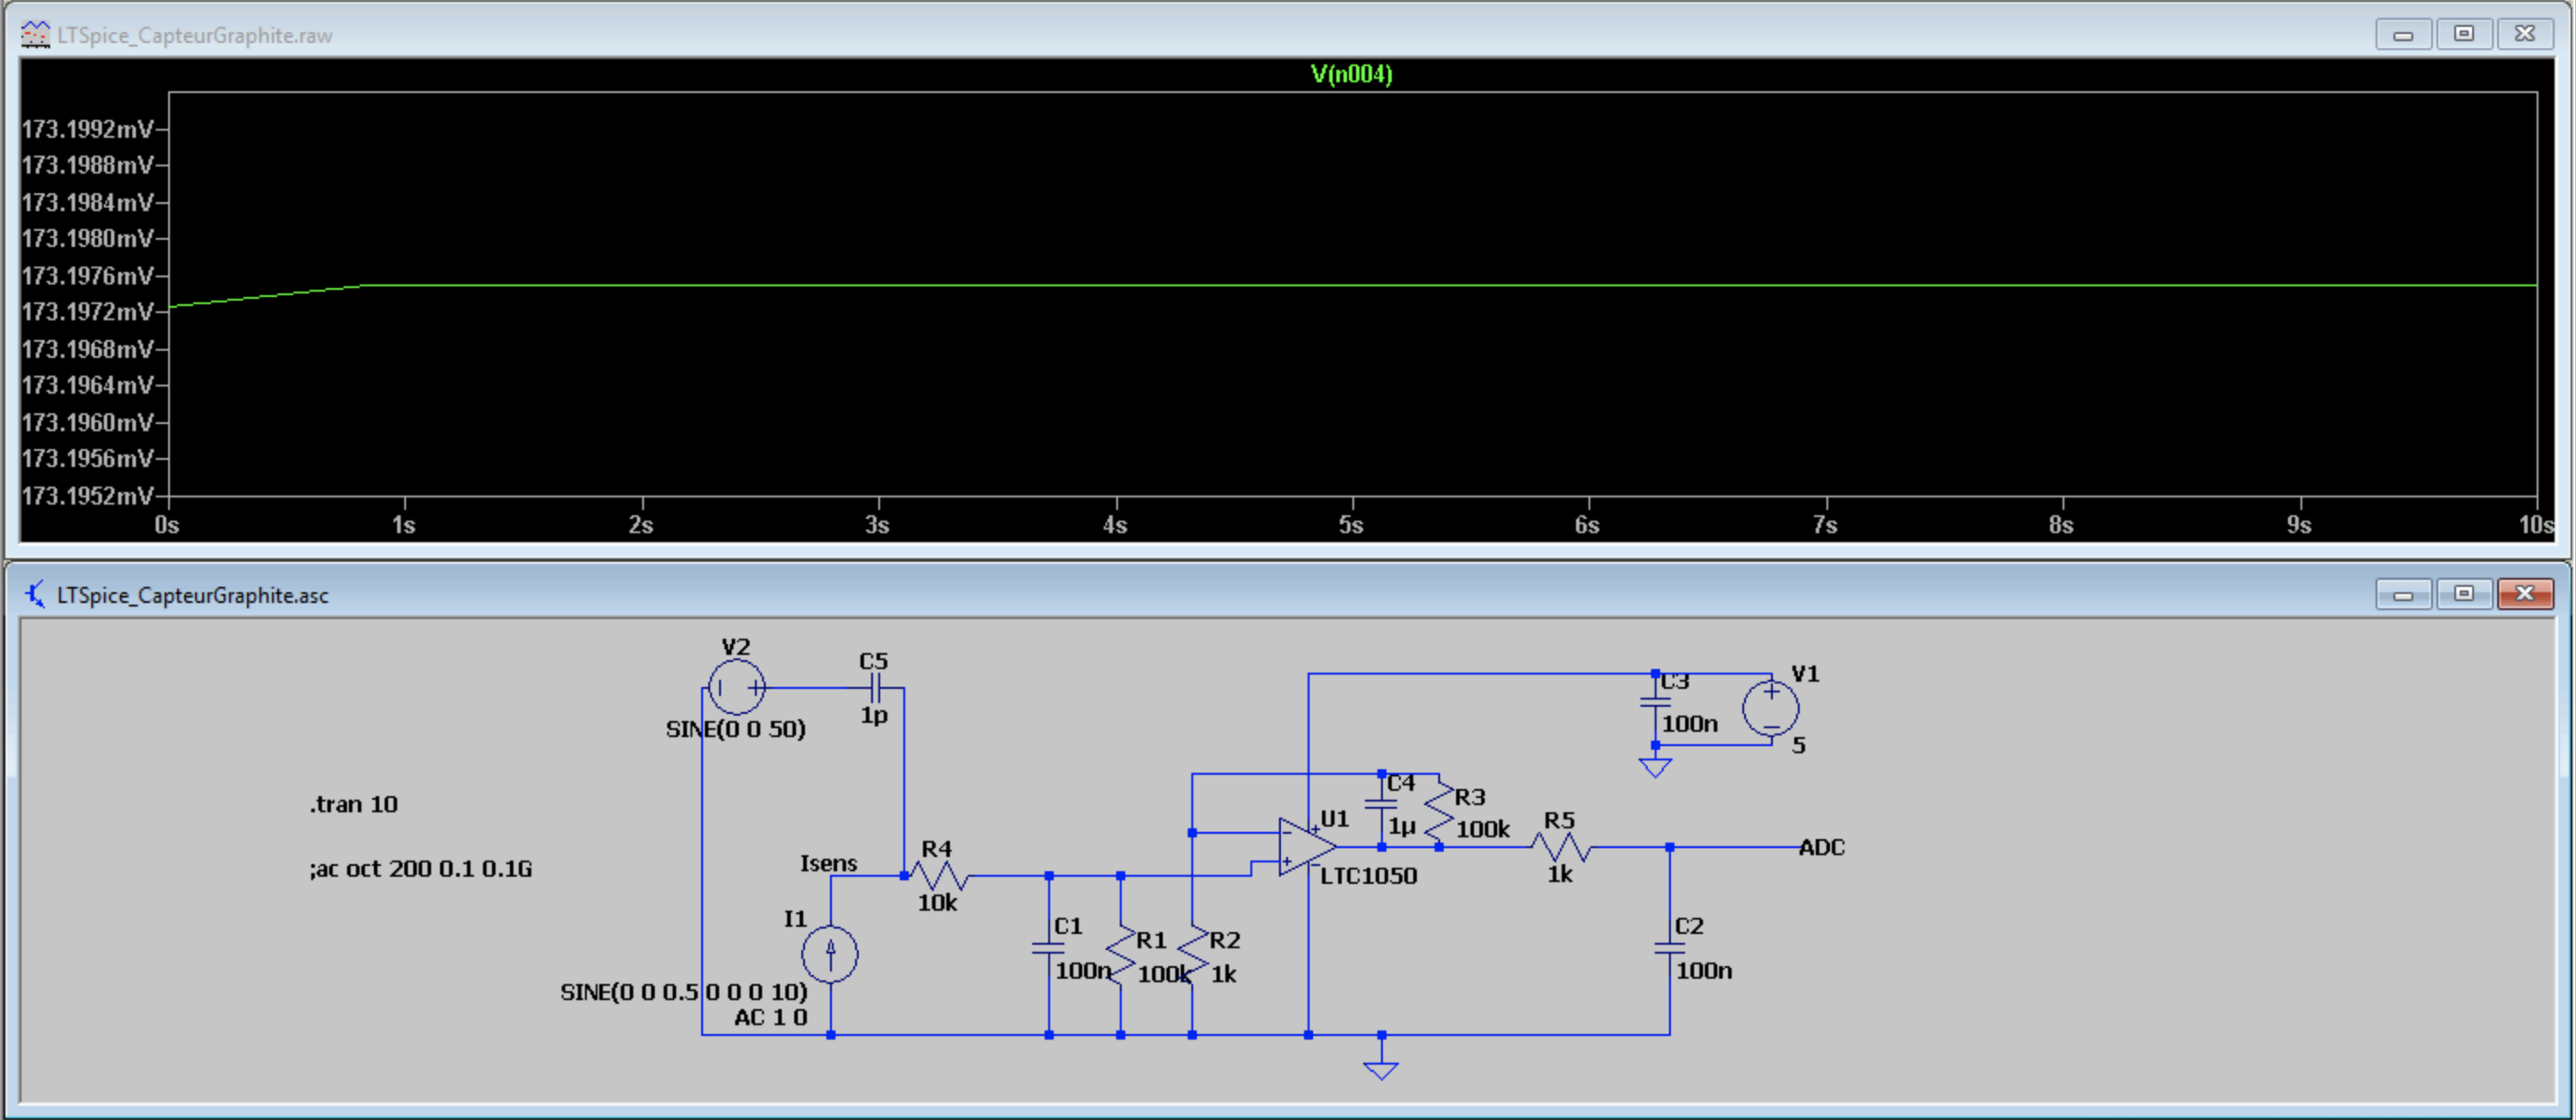 LTSpice_CapteurGraphite.raw
V(n004)
173.1992mV
173.1988mV
173.1984mV
173.1980mV
173.1976mV
173.1972mV
173.1968mV
173.1964mV
173.1960mV
173.1956mV
173.1952mV
0s 1s 2s 3s 4s 5s 6s 7s 8s 9s 10s
LTSpice_CapteurGraphite.asc
V2
SINE(0 0 50)
C5
1p
.tran 10
;ac oct 200 0.1 0.1G
Isens
R4
10k
I1
SINE(0 0 0.5 0 0 0 10)
AC 1 0
C1
100n
R1
100k
R2
1k
U1
LTC1050
C4
1µ
R3
100k
R5
1k
ADC
C2
100n
C3
100n
V1
5